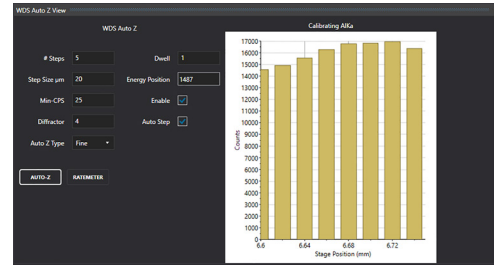 WDS Auto Z View
WDS Auto Z
# Steps 5 Dwell 1
Step Size µm 20 Energy Position 1487
Min-CPS 25 Enable
Diffractor 4 Auto Step
Auto Z Type Fine
AUTO-Z RATEMETER
Calibrating AlKa
17000
16000
15000
14000
13000
12000
11000
10000
9000
8000
7000
6000
5000
4000
3000
2000
1000
0
Counts
6.6 6.64 6.68 6.72
Stage Position (mm)